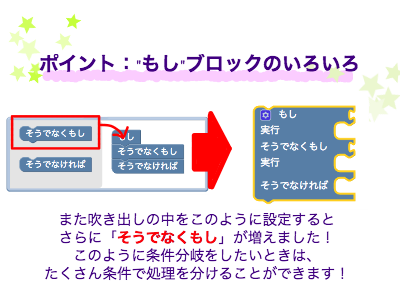 ポイント："もし"ブロックのいろいろ
そうでなくもし
そうでなければ
もし
そうでなくもし
そうでなければ
もし
実行
そうでなくもし
実行
そうでなければ
また吹き出しの中をこのように設定すると
さらに「そうでなくもし」が増えました！
このように条件分岐をしたいときは、
たくさん条件で処理を分けることができます！